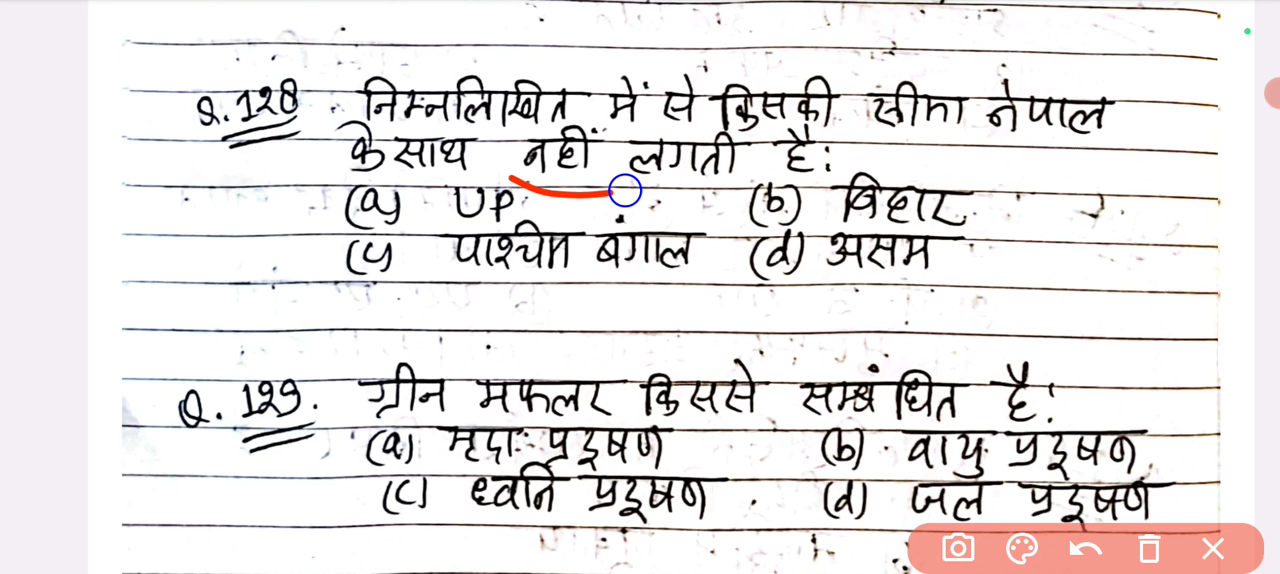 Q.128 निम्नलिखित में से किसकी सीमा नेपाल
के साथ नहीं लगती है:
(a) UP. (b) बिहार
(c) पाश्चिम बंगाल (d) असम
Q.129. ग्रीन मफलर किससे सम्बंधित है:
(a) मृदा प्रदूषण (b) वायु प्रदूषण
(c) ध्वनि प्रदूषण (d) जल प्रदूषण